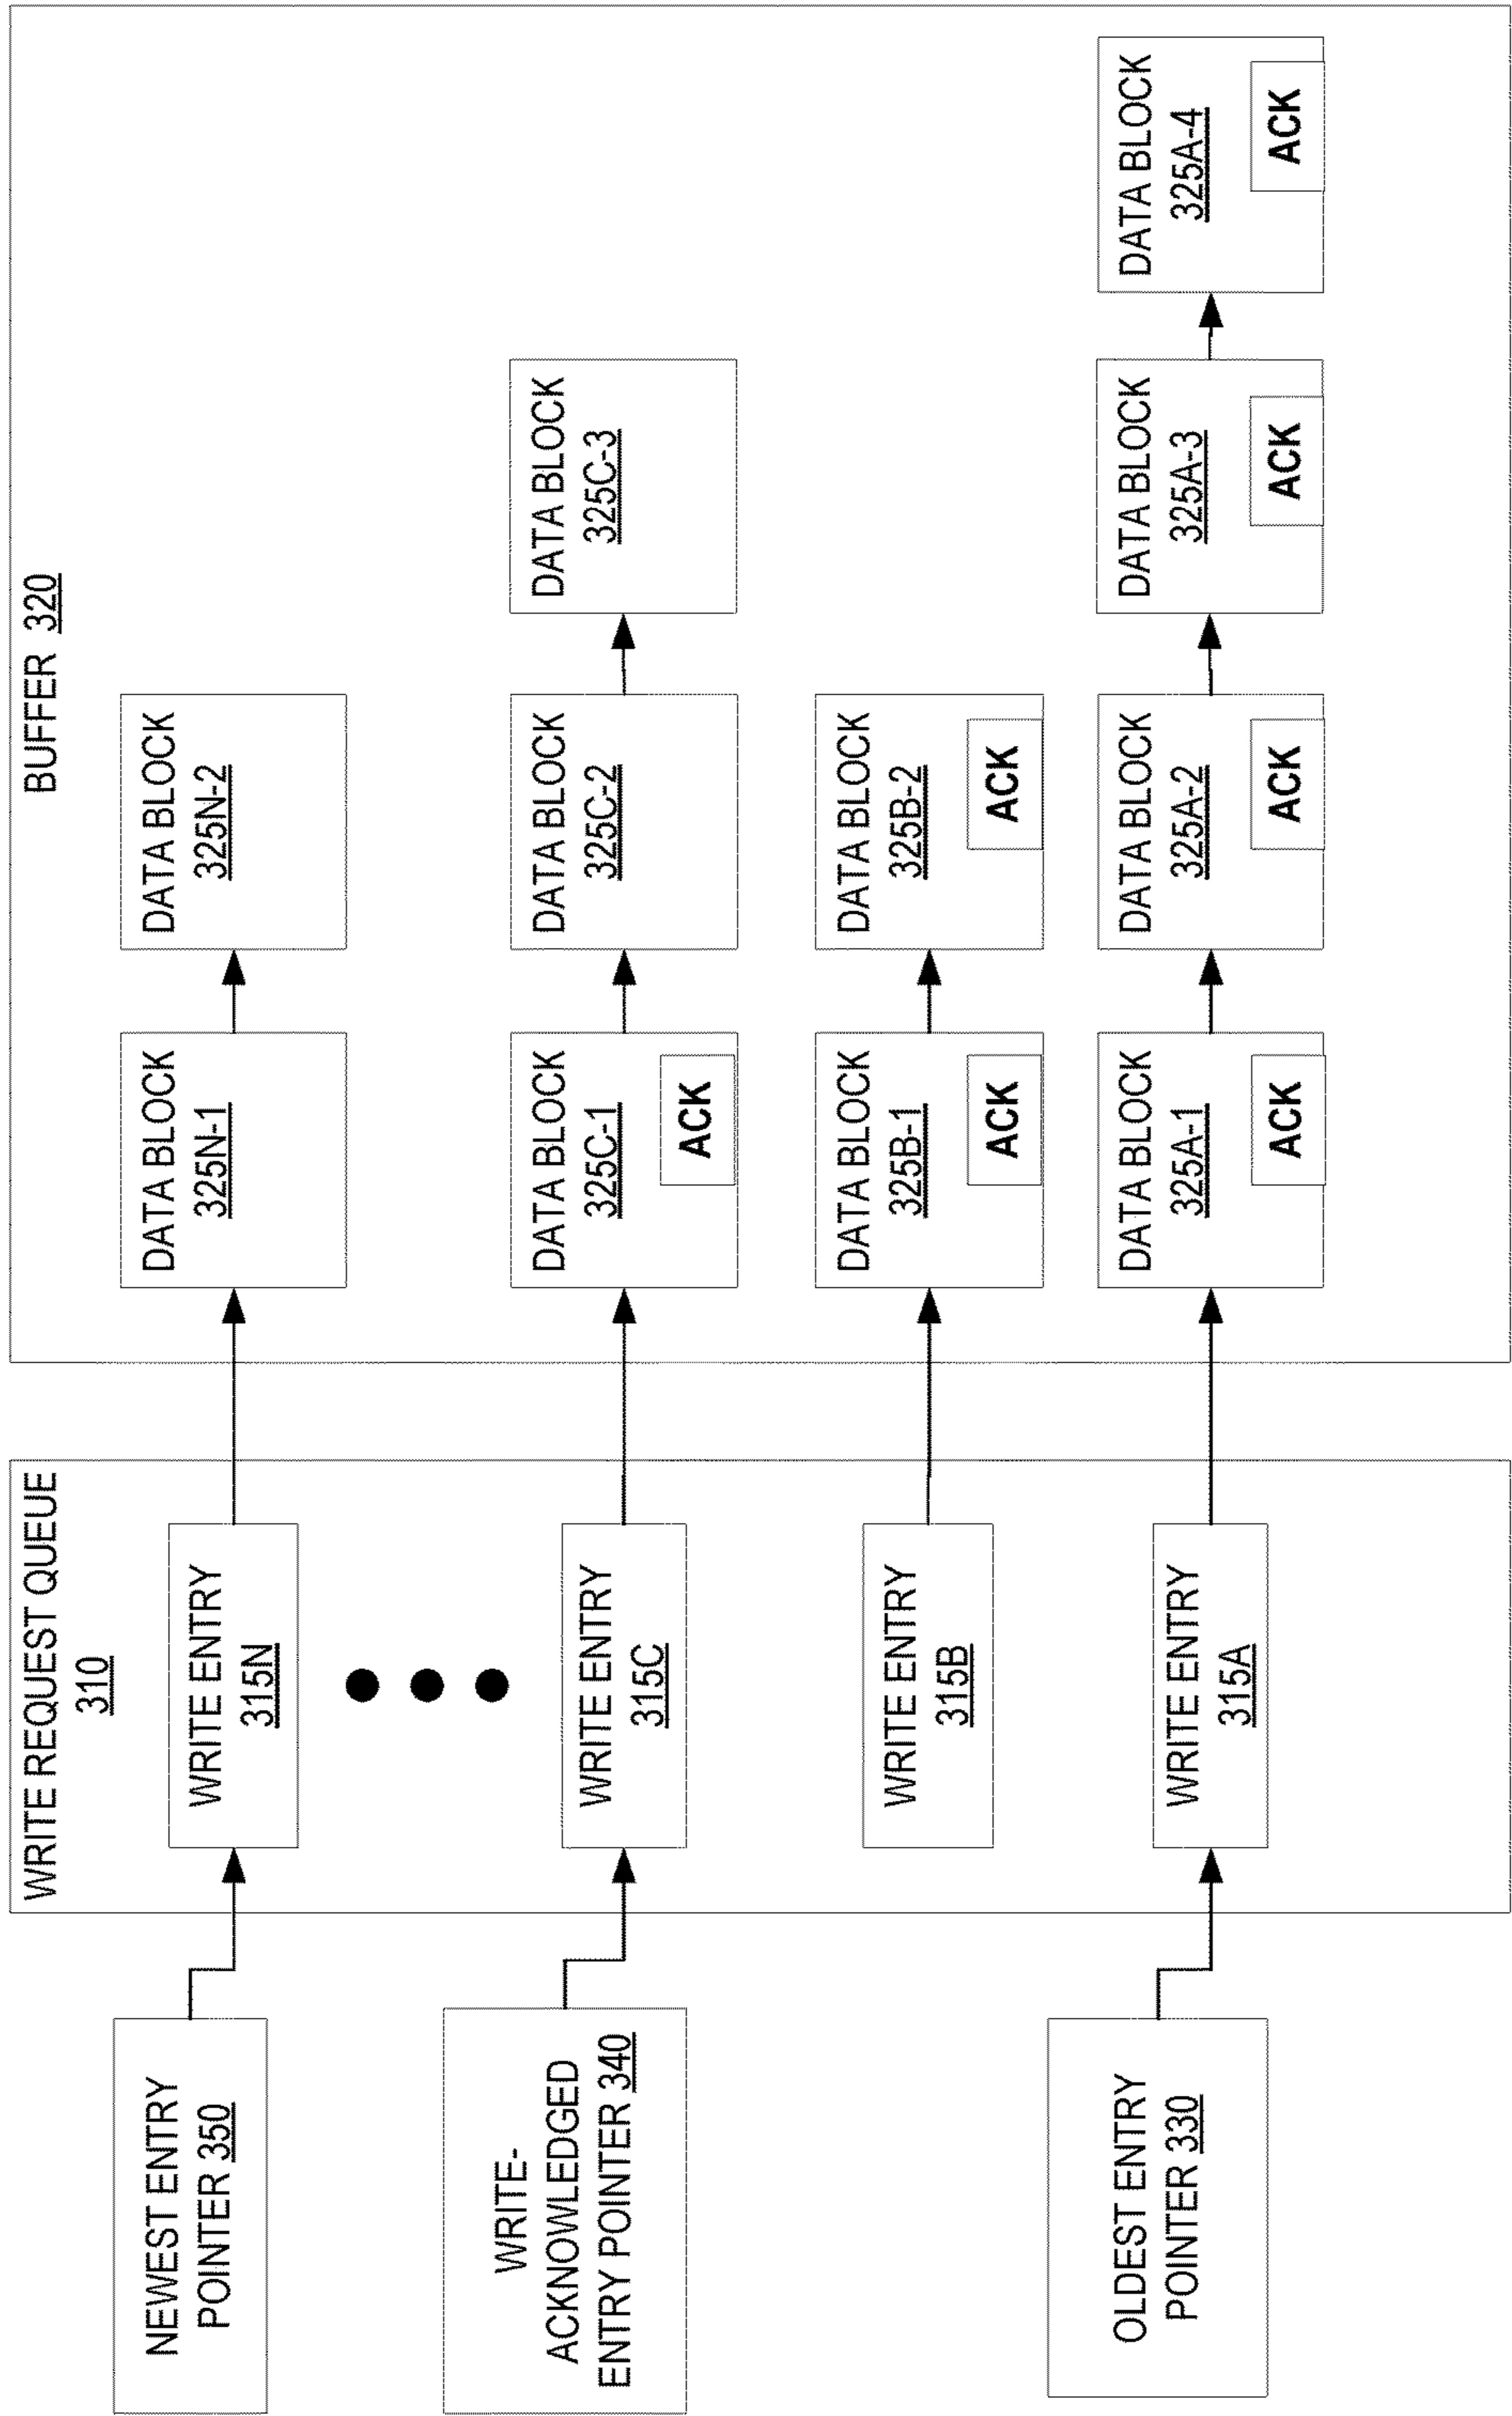 WRITE REQUEST QUEUE
310
BUFFER 320
NEWEST ENTRY
POINTER 350
WRITE ENTRY
315N
DATA BLOCK
325N-1
DATA BLOCK
325N-2
WRITE-
ACKNOWLEDGED
ENTRY POINTER 340
WRITE ENTRY
315C
DATA BLOCK
325C-1
ACK
DATA BLOCK
325C-2
DATA BLOCK
325C-3
WRITE ENTRY
315B
DATA BLOCK
325B-1
ACK
DATA BLOCK
325B-2
ACK
OLDEST ENTRY
POINTER 330
WRITE ENTRY
315A
DATA BLOCK
325A-1
ACK
DATA BLOCK
325A-2
ACK
DATA BLOCK
325A-3
ACK
DATA BLOCK
325A-4
ACK